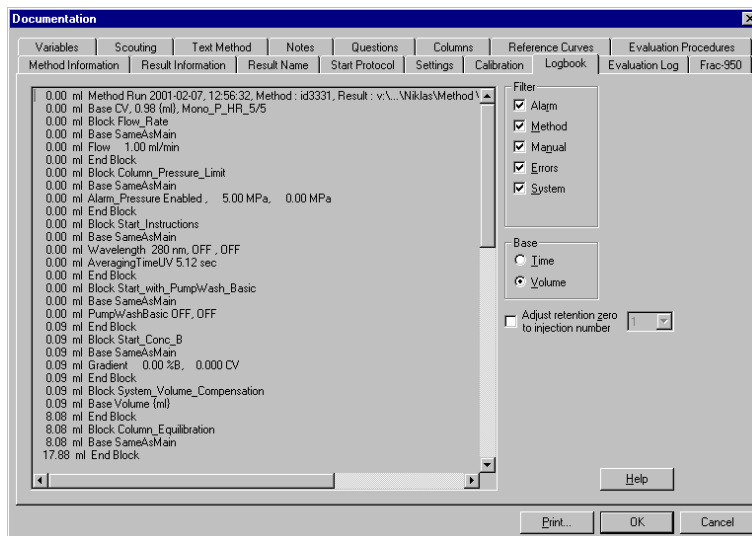 Documentation
Variables
Scouting
Text Method
Notes
Questions
Columns
Reference Curves
Evaluation Procedures
Method Information
Result Information
Result Name
Start Protocol
Settings
Calibration
Logbook
Evaluation Log
Frac-950
0.00 ml Method Run 2001-02-07, 12:56:32, Method : id3331, Result : v:\...\Niklas\Method \
0.00 ml Base CV, 0.98 {ml}, Mono_P_HR_5/5
0.00 ml Block Flow_Rate
0.00 ml Base SameAsMain
0.00 ml Flow 1.00 ml/min
0.00 ml End Block
0.00 ml Block Column_Pressure_Limit
0.00 ml Base SameAsMain
0.00 ml Alarm_Pressure Enabled , 5.00 MPa, 0.00 MPa
0.00 ml End Block
0.00 ml Block Start_Instructions
0.00 ml Base SameAsMain
0.00 ml Wavelength 280 nm, OFF , OFF
0.00 ml AveragingTimeUV 5.12 sec
0.00 ml End Block
0.00 ml Block Start_with_PumpWash_Basic
0.00 ml Base SameAsMain
0.00 ml PumpWashBasic OFF, OFF
0.09 ml End Block
0.09 ml Block Start_Conc_B
0.09 ml Base SameAsMain
0.09 ml Gradient 0.00 %B, 0.000 CV
0.09 ml End Block
0.09 ml Block System_Volume_Compensation
0.09 ml Base Volume {ml}
8.08 ml End Block
8.08 ml Block Column_Equilibration
8.08 ml Base SameAsMain
17.88 ml End Block
Filter
Alarm
Method
Manual
Errors
System
Base
Time
Volume
Adjust retention zero
to injection number
1
Help
Print...
OK
Cancel